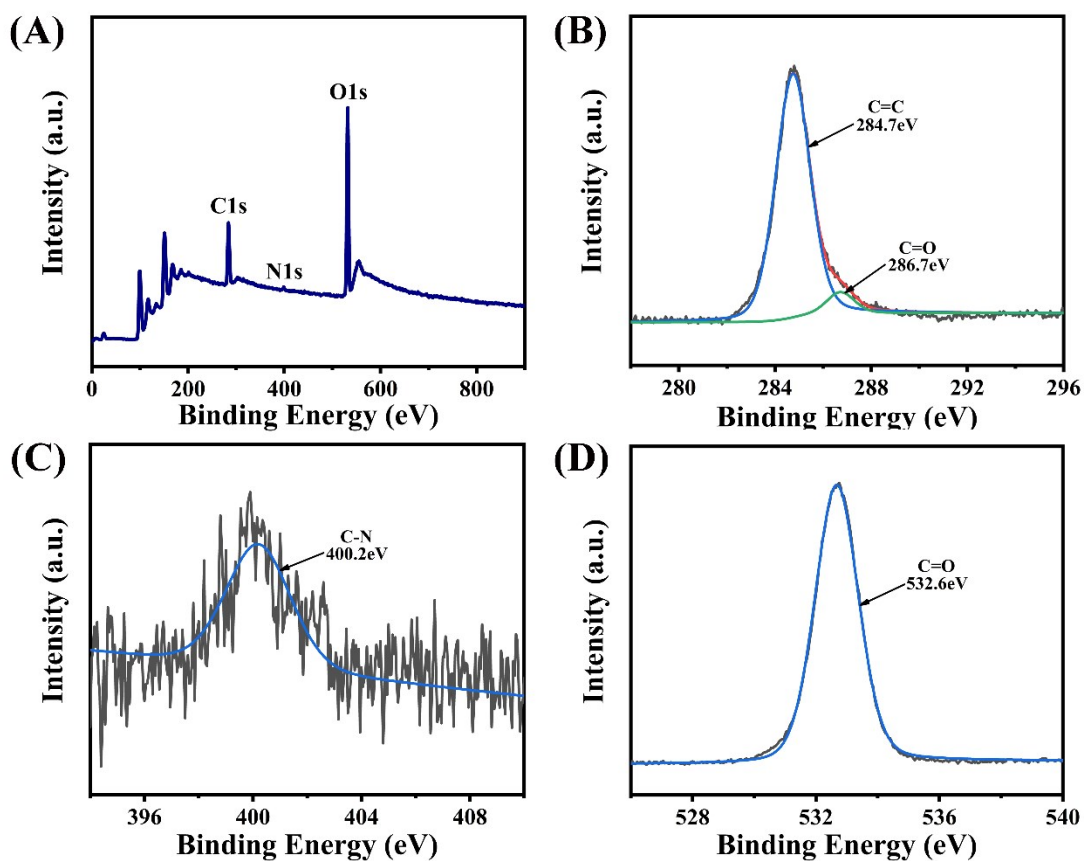 (A)
Intensity (a.u.)
O1s
C1s
N1s
0 200 400 600 800
Binding Energy (eV)
(B)
Intensity (a.u.)
C=C
284.7eV
C=O
286.7eV
280 284 288 292 296
Binding Energy (eV)
(C)
Intensity (a.u.)
C-N
400.2eV
396 400 404 408
Binding Energy (eV)
(D)
Intensity (a.u.)
C=O
532.6eV
528 532 536 540
Binding Energy (eV)